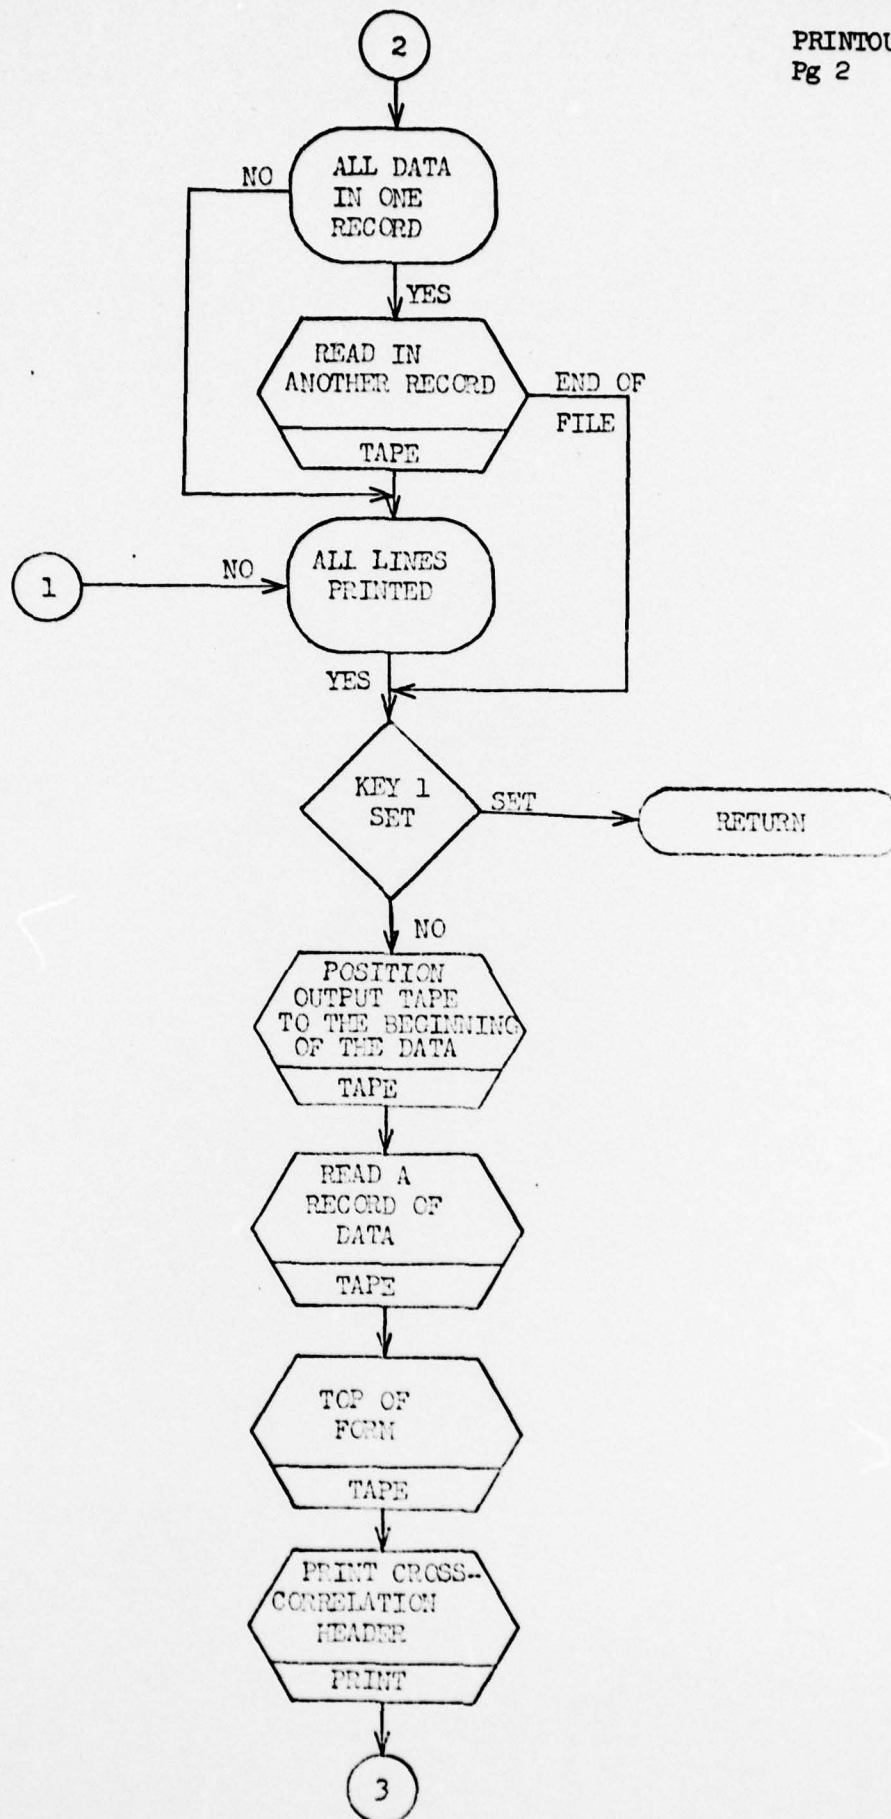 2
PRINTOU
Pg 2
ALL DATA
IN ONE
RECORD
NO
YES
READ IN
ANOTHER RECORD
TAPE
END OF
FILE
1
NO
ALL LINES
PRINTED
YES
KEY 1
SET
SET
RETURN
NO
POSITION
OUTPUT TAPE
TO THE BEGINNING
OF THE DATA
TAPE
READ A
RECORD OF
DATA
TAPE
TOP OF
FORM
TAPE
PRINT CROSS-
CORRELATION
HEADER
PRINT
3